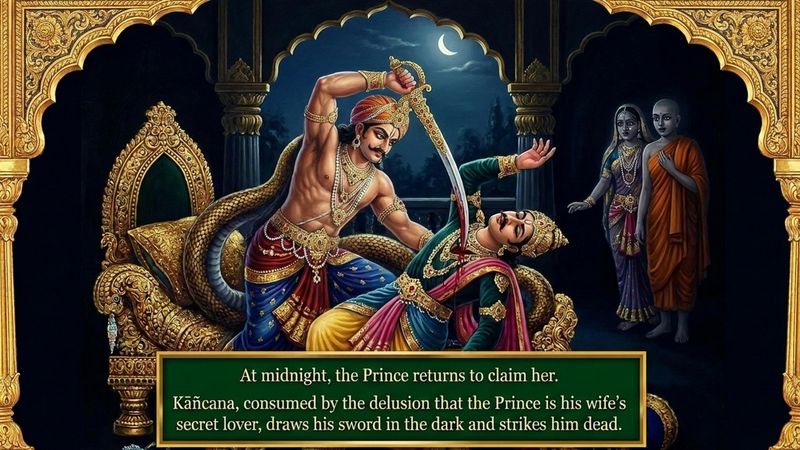 At midnight, the Prince returns to claim her.
Kāñcana, consumed by the delusion that the Prince is his wife’s
secret lover, draws his sword in the dark and strikes him dead.